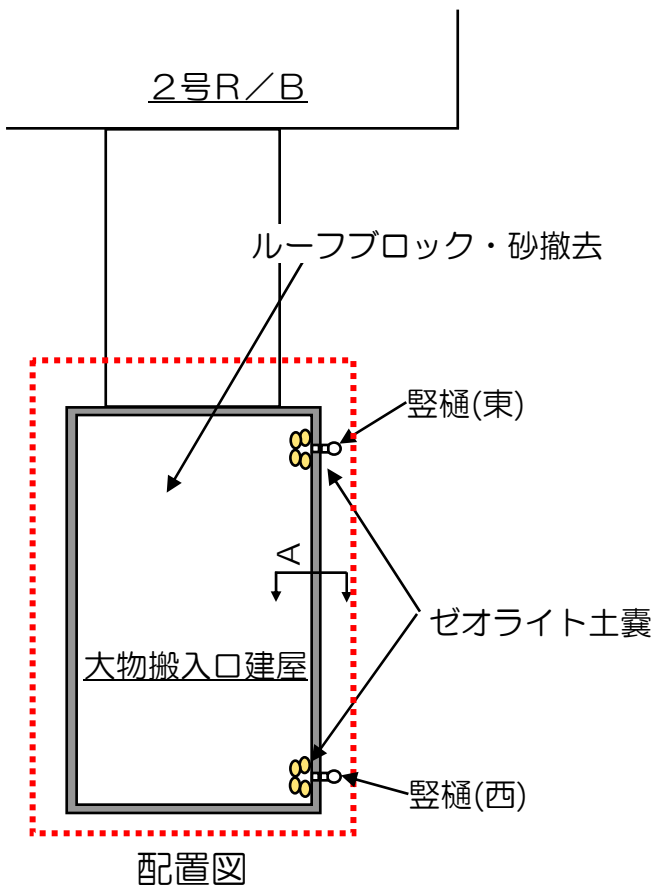 ２号Ｒ／Ｂ
ルーフブロック・砂撤去
竪樋(東)
A
ゼオライト土嚢
大物搬入口建屋
竪樋(西)
配置図